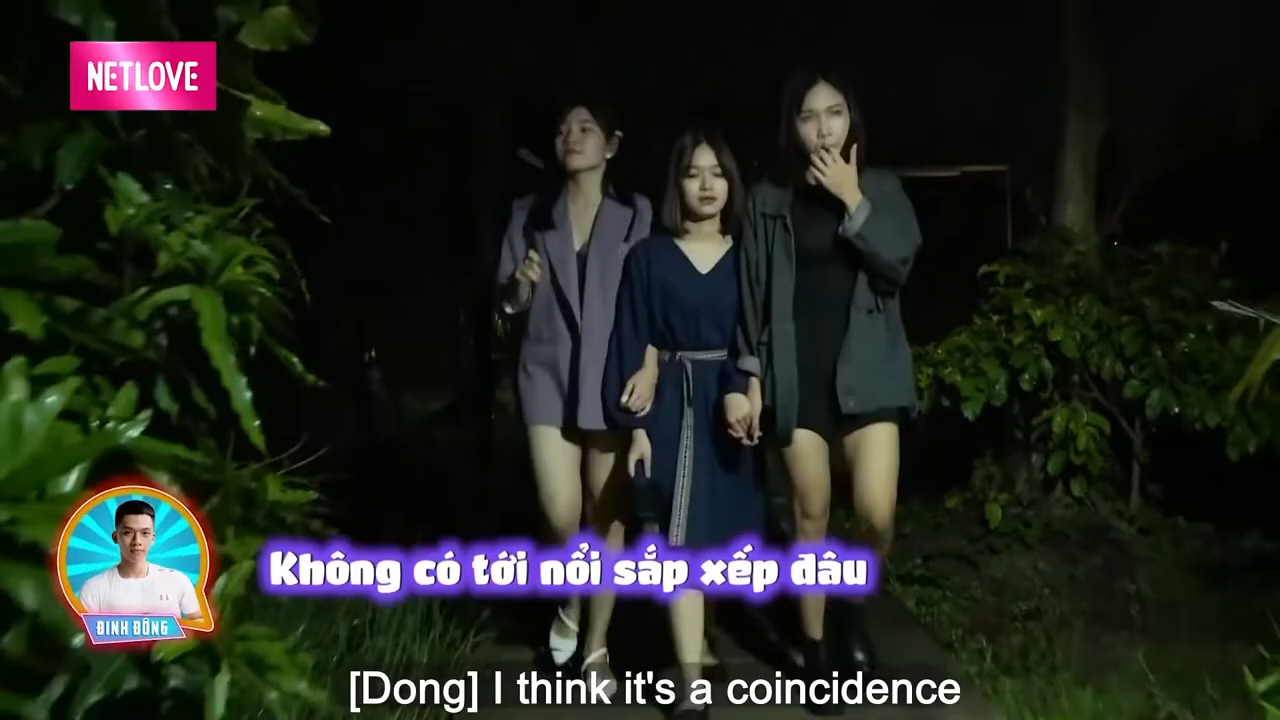 NETLOVE
Không có tới nổi sắp xếp đâu
ĐINH ĐÔNG
[Dong] I think it's a coincidence